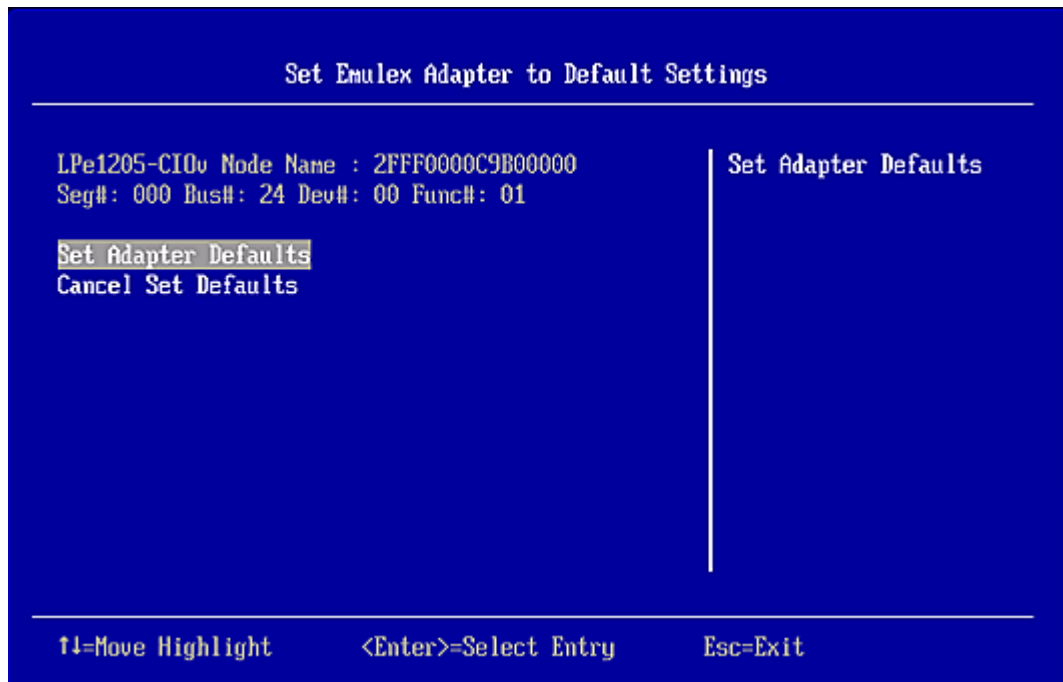 Set Emulex Adapter to Default Settings
LPe1205-CIOv Node Name : 2FFF0000C9B00000
Seg#: 000 Bus#: 24 Dev#: 00 Func#: 01
Set Adapter Defaults
Cancel Set Defaults
Set Adapter Defaults
↑↓=Move Highlight <Enter>=Select Entry Esc=Exit